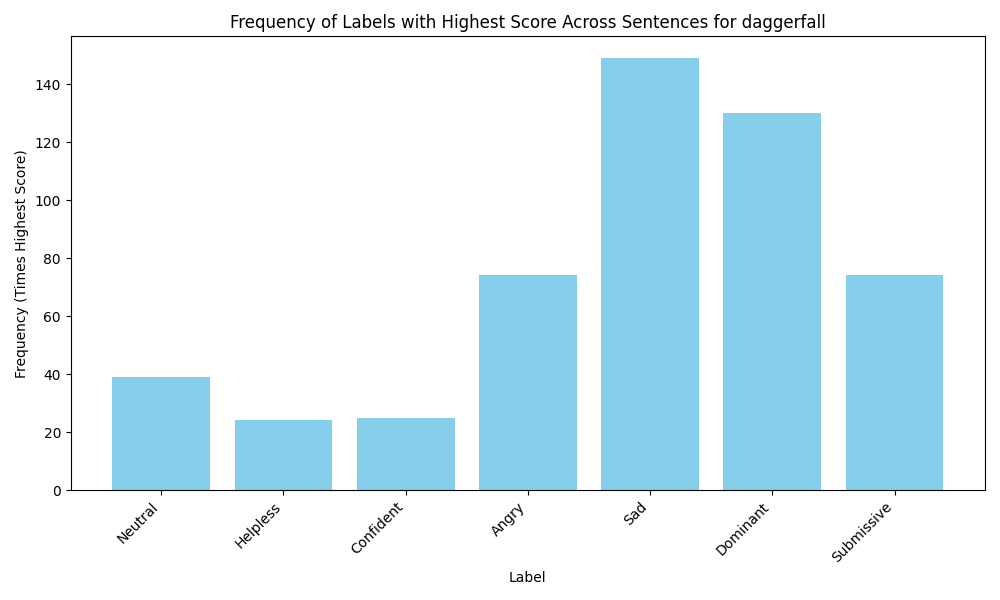 Frequency of Labels with Highest Score Across Sentences for daggerfall
Frequency (Times Highest Score)
140
120
100
80
60
40
20
0
Neutral
Helpless
Confident
Angry
Sad
Dominant
Submissive
Label